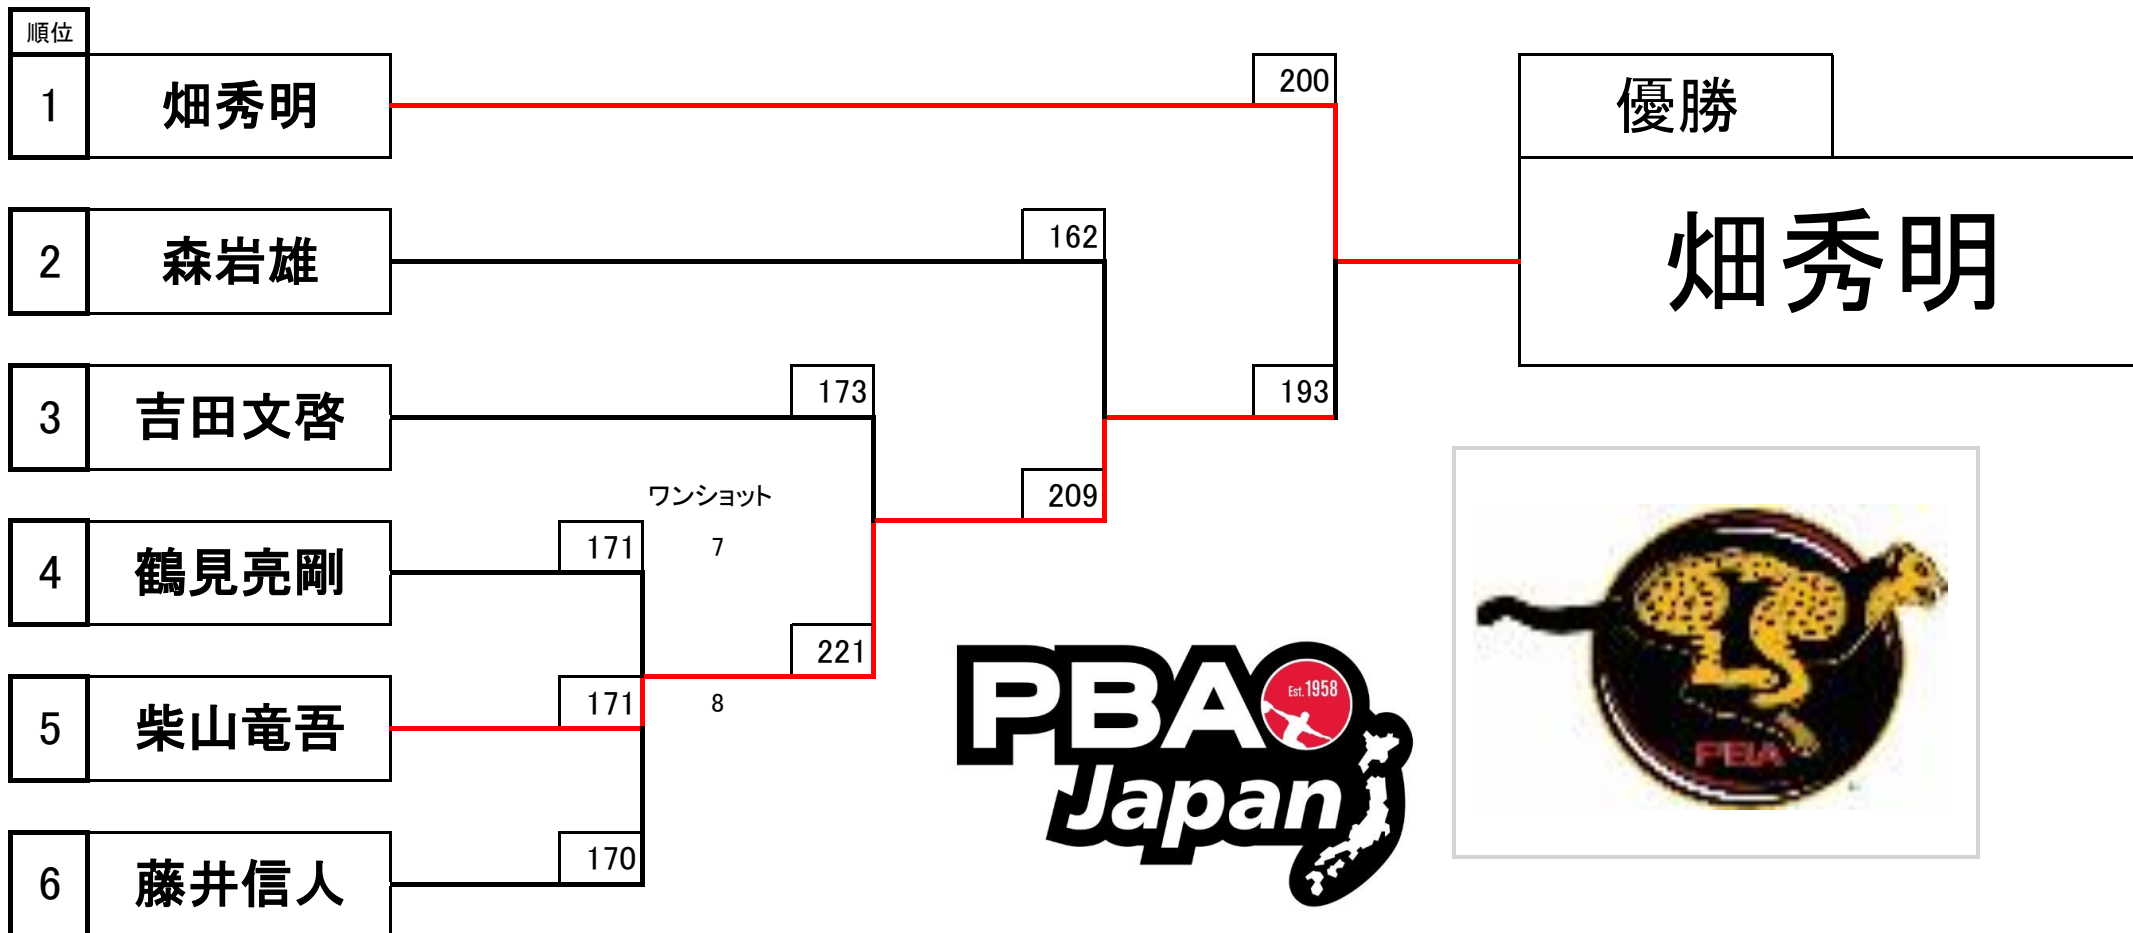 順位
1 畑秀明 200 優勝
2 森岩雄 162 畑秀明
3 吉田文啓 173 193
ワンショット 209
4 鶴見亮剛 171 7
221
5 柴山竜吾 171 8
6 藤井信人 170
PBA Est.1958
Japan
PBA